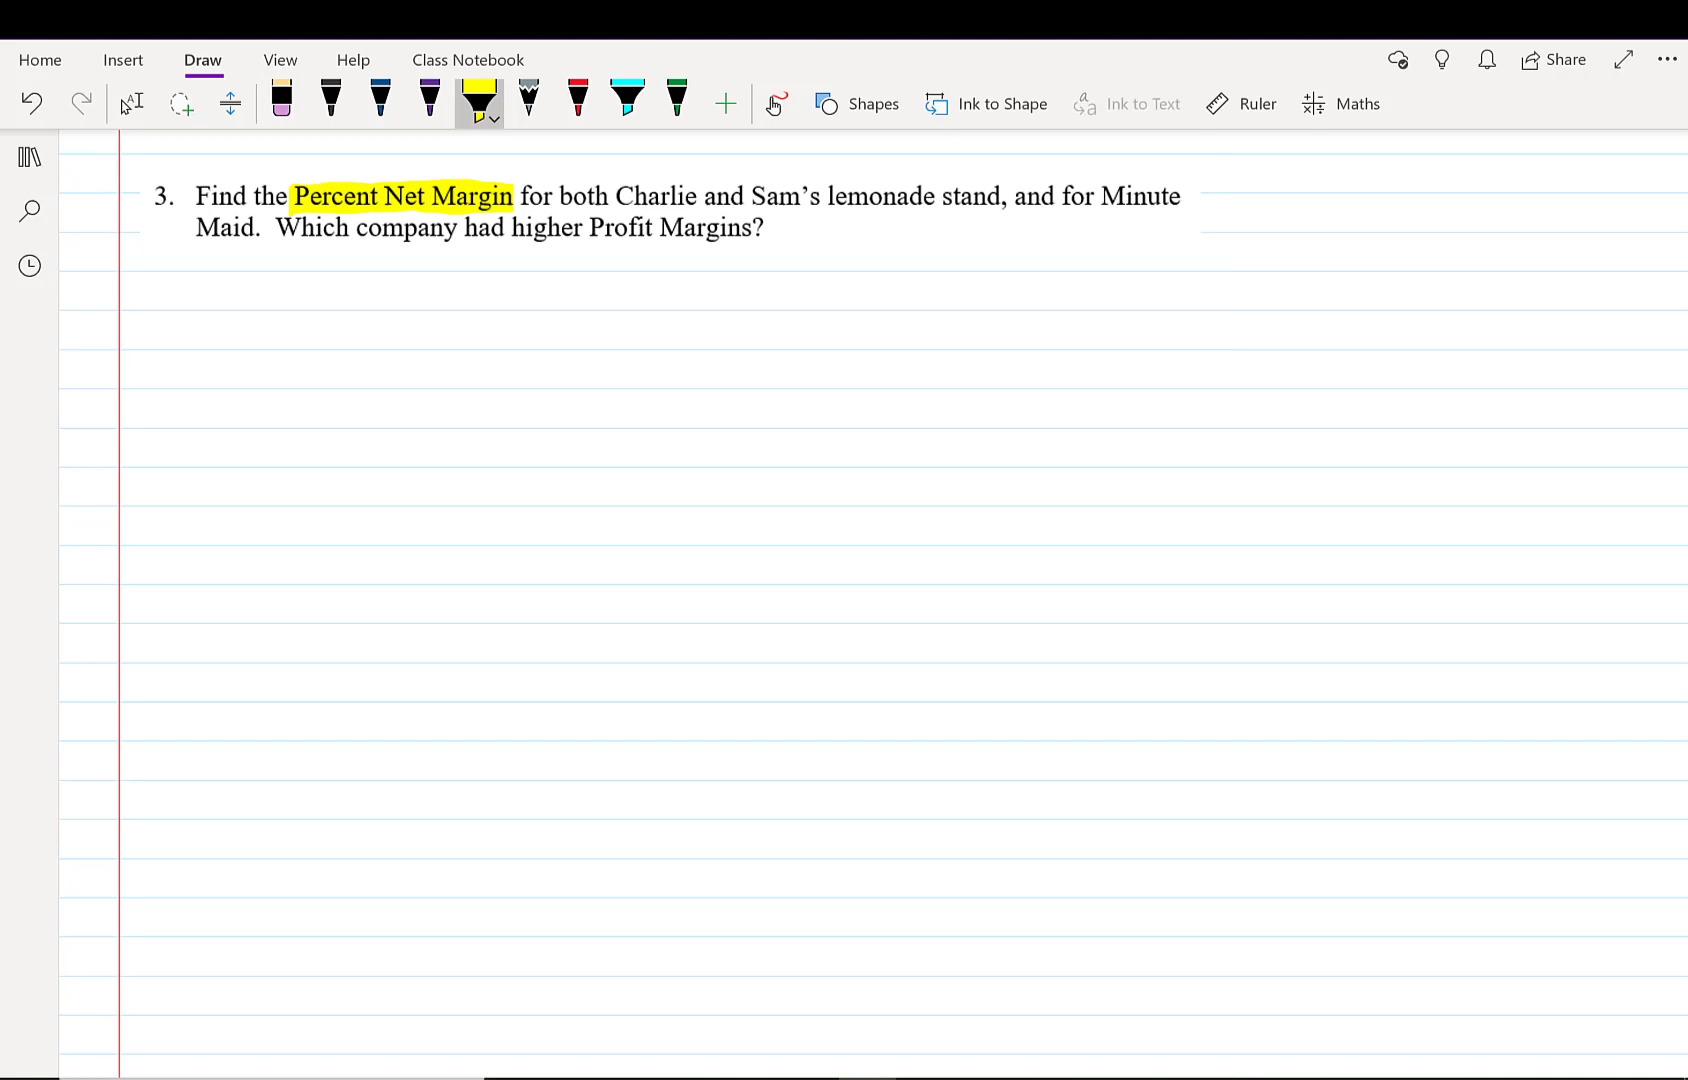 Home Insert Draw View Help Class Notebook Share
Shapes Ink to Shape Ink to Text Ruler Maths
3. Find the Percent Net Margin for both Charlie and Sam’s lemonade stand, and for Minute
Maid. Which company had higher Profit Margins?